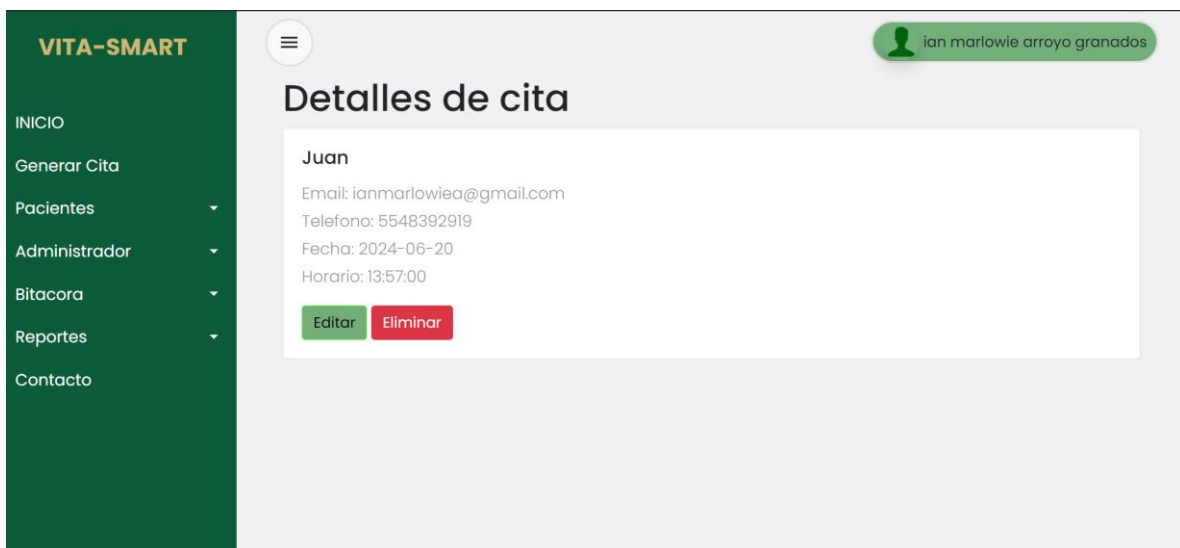 VITA-SMART
INICIO
Generar Cita
Pacientes
Administrador
Bitacora
Reportes
Contacto
ian marlowie arroyo granados
Detalles de cita
Juan
Email: ianmarlowiea@gmail.com
Telefono: 5548392919
Fecha: 2024-06-20
Horario: 13:57:00
Editar Eliminar